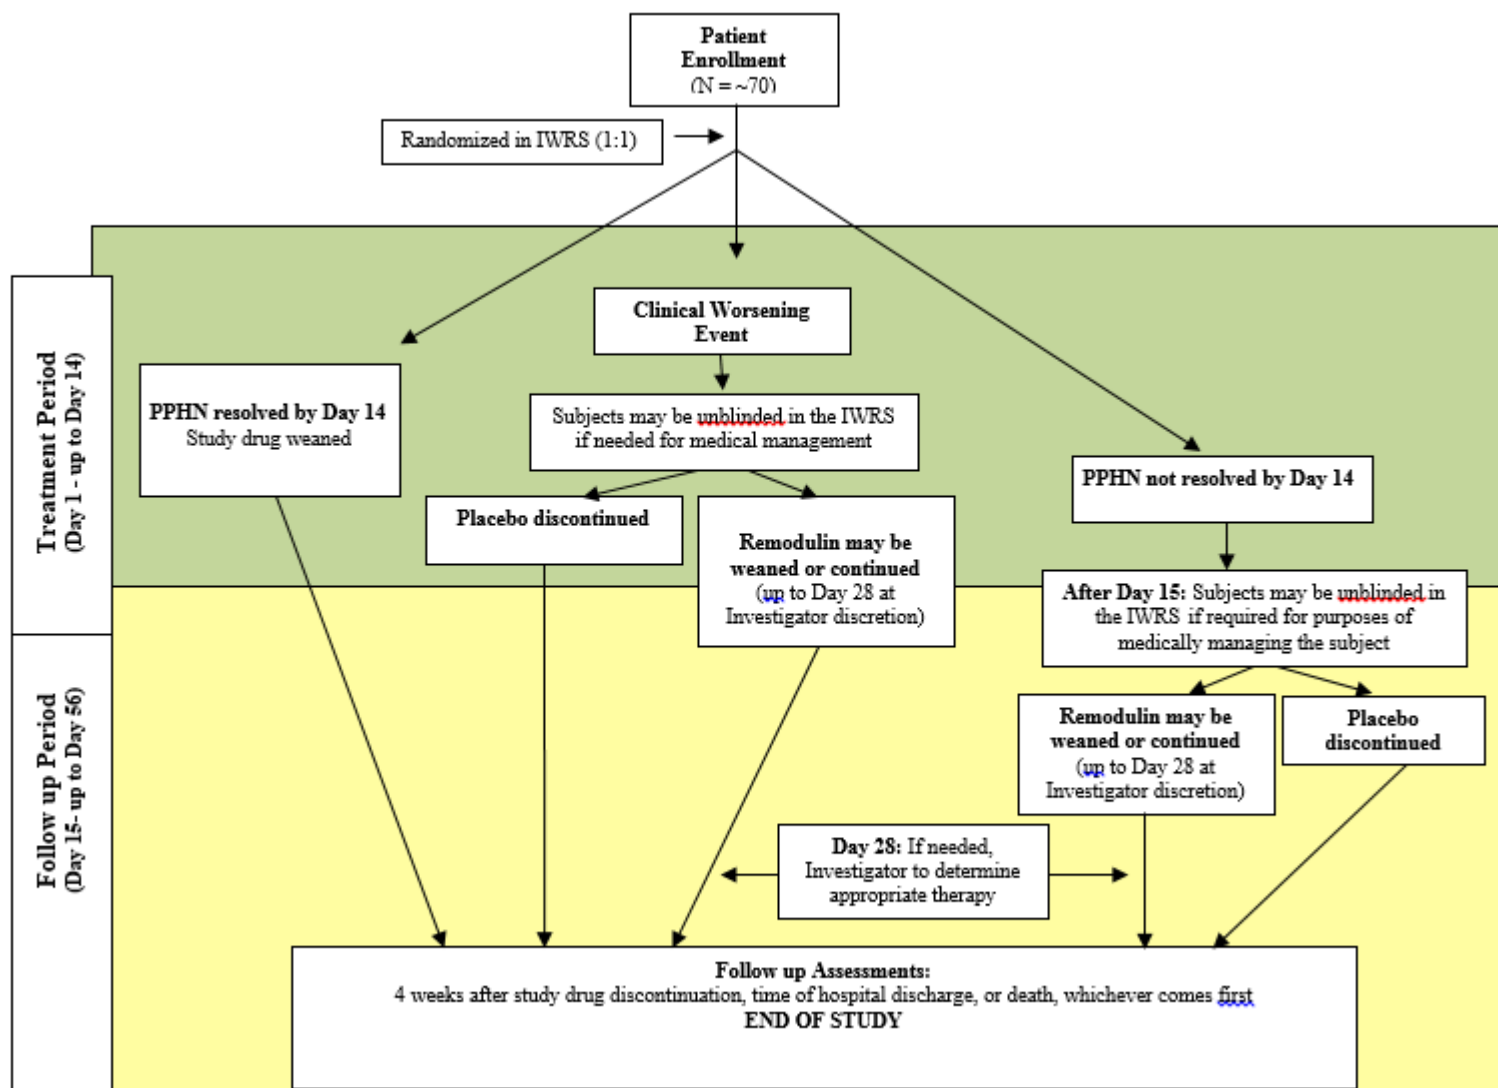 Patient
Enrollment
(N = ~70)
Randomized in IWRS (1:1)
Treatment Period
(Day 1 - up to Day 14)
Clinical Worsening
Event
PPHN resolved by Day 14
Study drug weaned
Subjects may be unblinded in the IWRS
if needed for medical management
PPHN not resolved by Day 14
Placebo discontinued
Remodulin may be
weaned or continued
(up to Day 28 at
Investigator discretion)
After Day 15: Subjects may be unblinded in
the IWRS if required for purposes of
medically managing the subject
Follow up Period
(Day 15- up to Day 56)
Remodulin may be
weaned or continued
(up to Day 28 at
Investigator discretion)
Placebo
discontinued
Day 28: If needed,
Investigator to determine
appropriate therapy
Follow up Assessments:
4 weeks after study drug discontinuation, time of hospital discharge, or death, whichever comes first
END OF STUDY